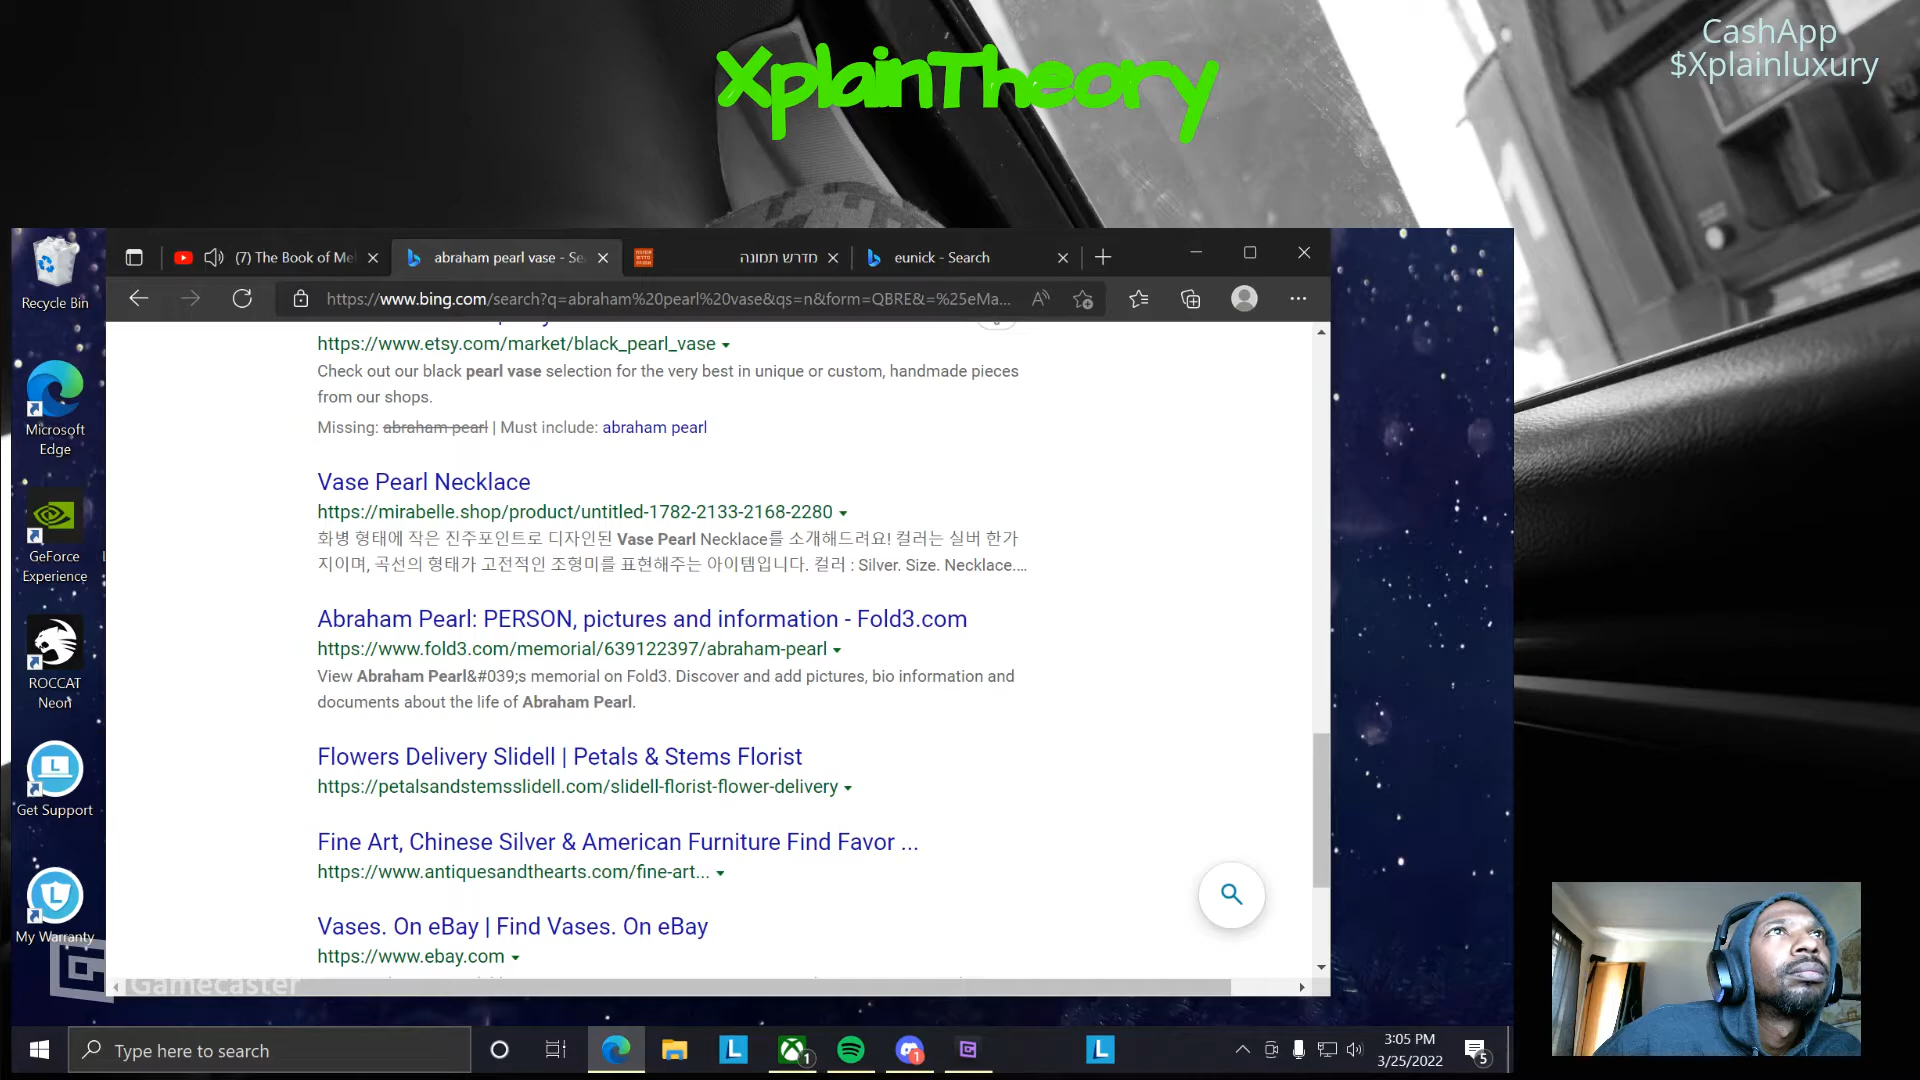 XplainTheory
CashApp
$Xplainluxury
(7) The Book of Me
abraham pearl vase - Se
מדרש תמונה
eunick - Search
https://www.bing.com/search?q=abraham%20pearl%20vase&qs=n&form=QBRE&=%25eMa...
https://www.etsy.com/market/black_pearl_vase
Check out our black pearl vase selection for the very best in unique or custom, handmade pieces
from our shops.
Missing: abraham pearl | Must include: abraham pearl
Vase Pearl Necklace
https://mirabelle.shop/product/untitled-1782-2133-2168-2280
화병 형태에 작은 진주포인트로 디자인된 Vase Pearl Necklace를 소개해드려요! 컬러는 실버 한가
지이며, 곡선의 형태가 고전적인 조형미를 표현해주는 아이템입니다. 컬러 : Silver. Size. Necklace....
Abraham Pearl: PERSON, pictures and information - Fold3.com
https://www.fold3.com/memorial/639122397/abraham-pearl
View Abraham Pearl&#039;s memorial on Fold3. Discover and add pictures, bio information and
documents about the life of Abraham Pearl.
Flowers Delivery Slidell | Petals & Stems Florist
https://petalsandstemsslidell.com/slidell-florist-flower-delivery
Fine Art, Chinese Silver & American Furniture Find Favor ...
https://www.antiquesandthearts.com/fine-art...
Vases. On eBay | Find Vases. On eBay
https://www.ebay.com
Recycle Bin
Microsoft
Edge
GeForce
Experience
ROCCAT
Neon
Get Support
My Warranty
Gamecaster
Type here to search
1
1
3:05 PM
3/25/2022
5